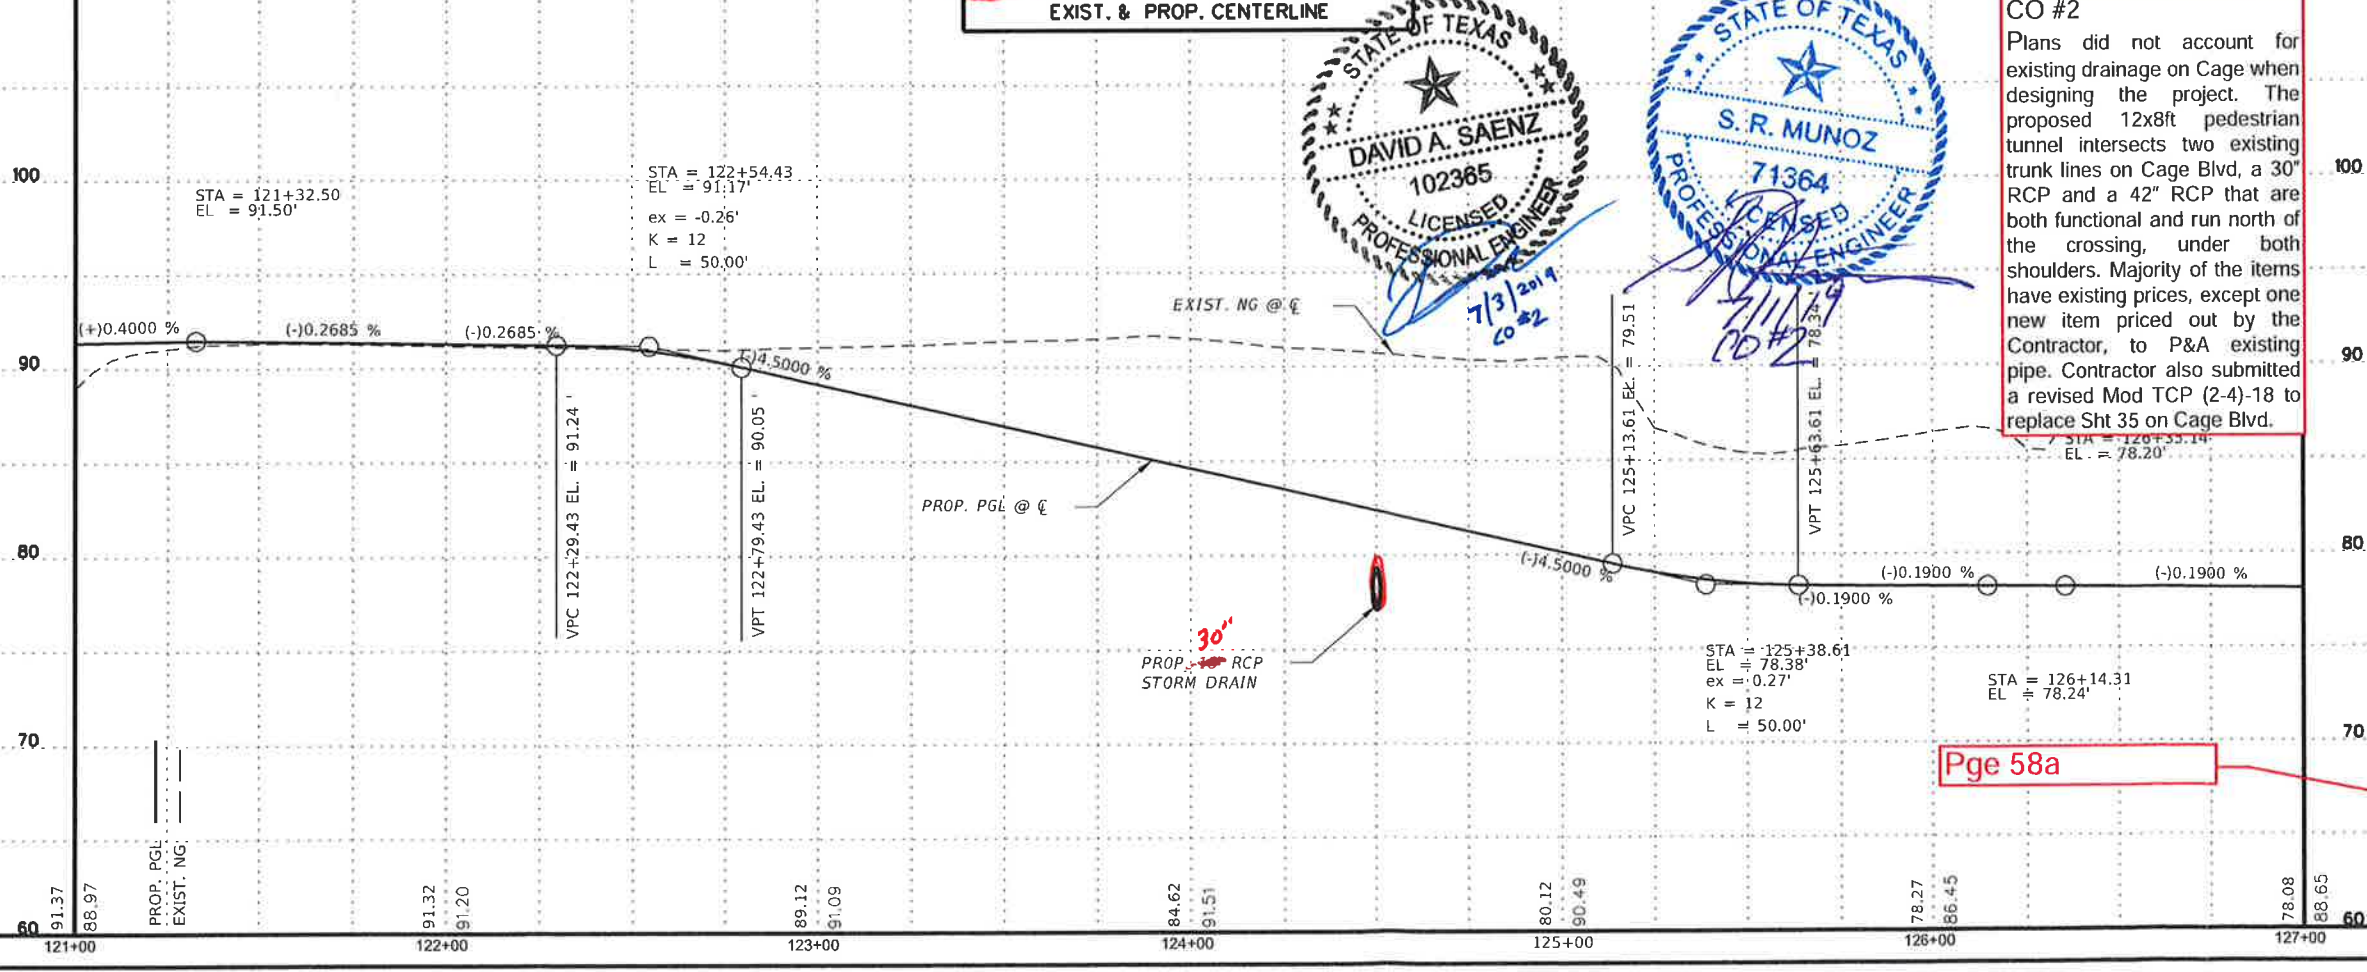 EXIST. & PROP. CENTERLINE
STATE OF TEXAS
DAVID A. SAENZ
102365
LICENSED
PROFESSIONAL ENGINEER
7/3/2019
CO #2
STATE OF TEXAS
S. R. MUNOZ
71364
LICENSED
PROFESSIONAL ENGINEER
CO #2
CO #2
Plans did not account for
existing drainage on Cage when
designing the project. The
proposed 12x8ft pedestrian
tunnel intersects two existing
trunk lines on Cage Blvd, a 30"
RCP and a 42" RCP that are
both functional and run north of
the crossing, under both
shoulders. Majority of the items
have existing prices, except one
new item priced out by the
Contractor, to P&A existing
pipe. Contractor also submitted
a revised Mod TCP (2-4)-18 to
replace Sht 35 on Cage Blvd.
100
90
80
70
60
100
90
80
70
60
STA = 121+32.50
EL = 91.50'
STA = 122+54.43
EL = 91.17'
ex = -0.26'
K = 12
L = 50.00'
EXIST. NG @ ℄
(+)0.4000 %
(-)0.2685 %
(-)0.2685 %
(-)4.5000 %
VPC 122+29.43 EL. = 91.24 '
VPT 122+79.43 EL. = 90.05 '
PROP. PGL @ ℄
VPC 125+13.61 EL. = 79.51
VPT 125+63.61 EL. = 78.34
STA = 126+35.14
EL. = 78.20'
(-)4.5000 %
(-)0.1900 %
(-)0.1900 %
(-)0.1900 %
30"
PROP. RCP
STORM DRAIN
STA = 125+38.61
EL = 78.38'
ex = 0.27'
K = 12
L = 50.00'
STA = 126+14.31
EL = 78.24'
Pge 58a
PROP. PGL
EXIST. NG
91.37
88.97
91.32
91.20
89.12
91.09
84.62
91.51
80.12
90.49
78.27
86.45
78.08
88.65
121+00
122+00
123+00
124+00
125+00
126+00
127+00